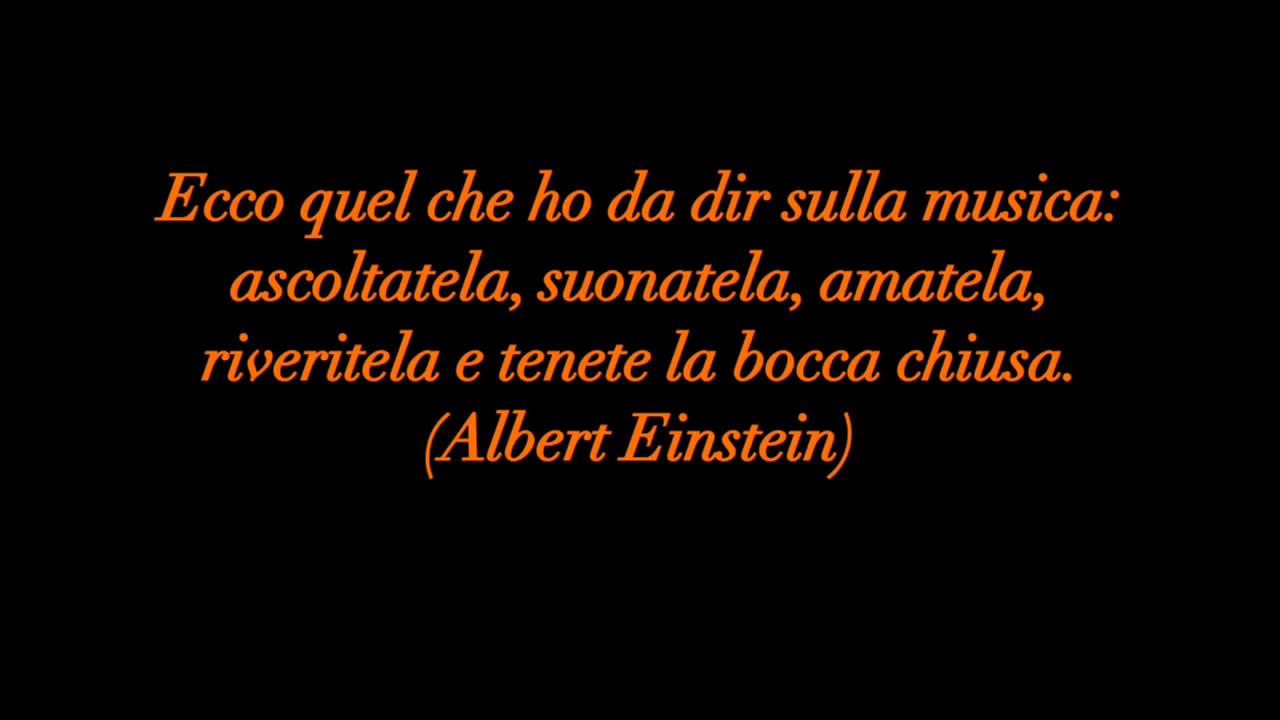 Ecco quel che ho da dir sulla musica:
ascoltatela, suonatela, amatela,
riveritela e tenete la bocca chiusa.
(Albert Einstein)